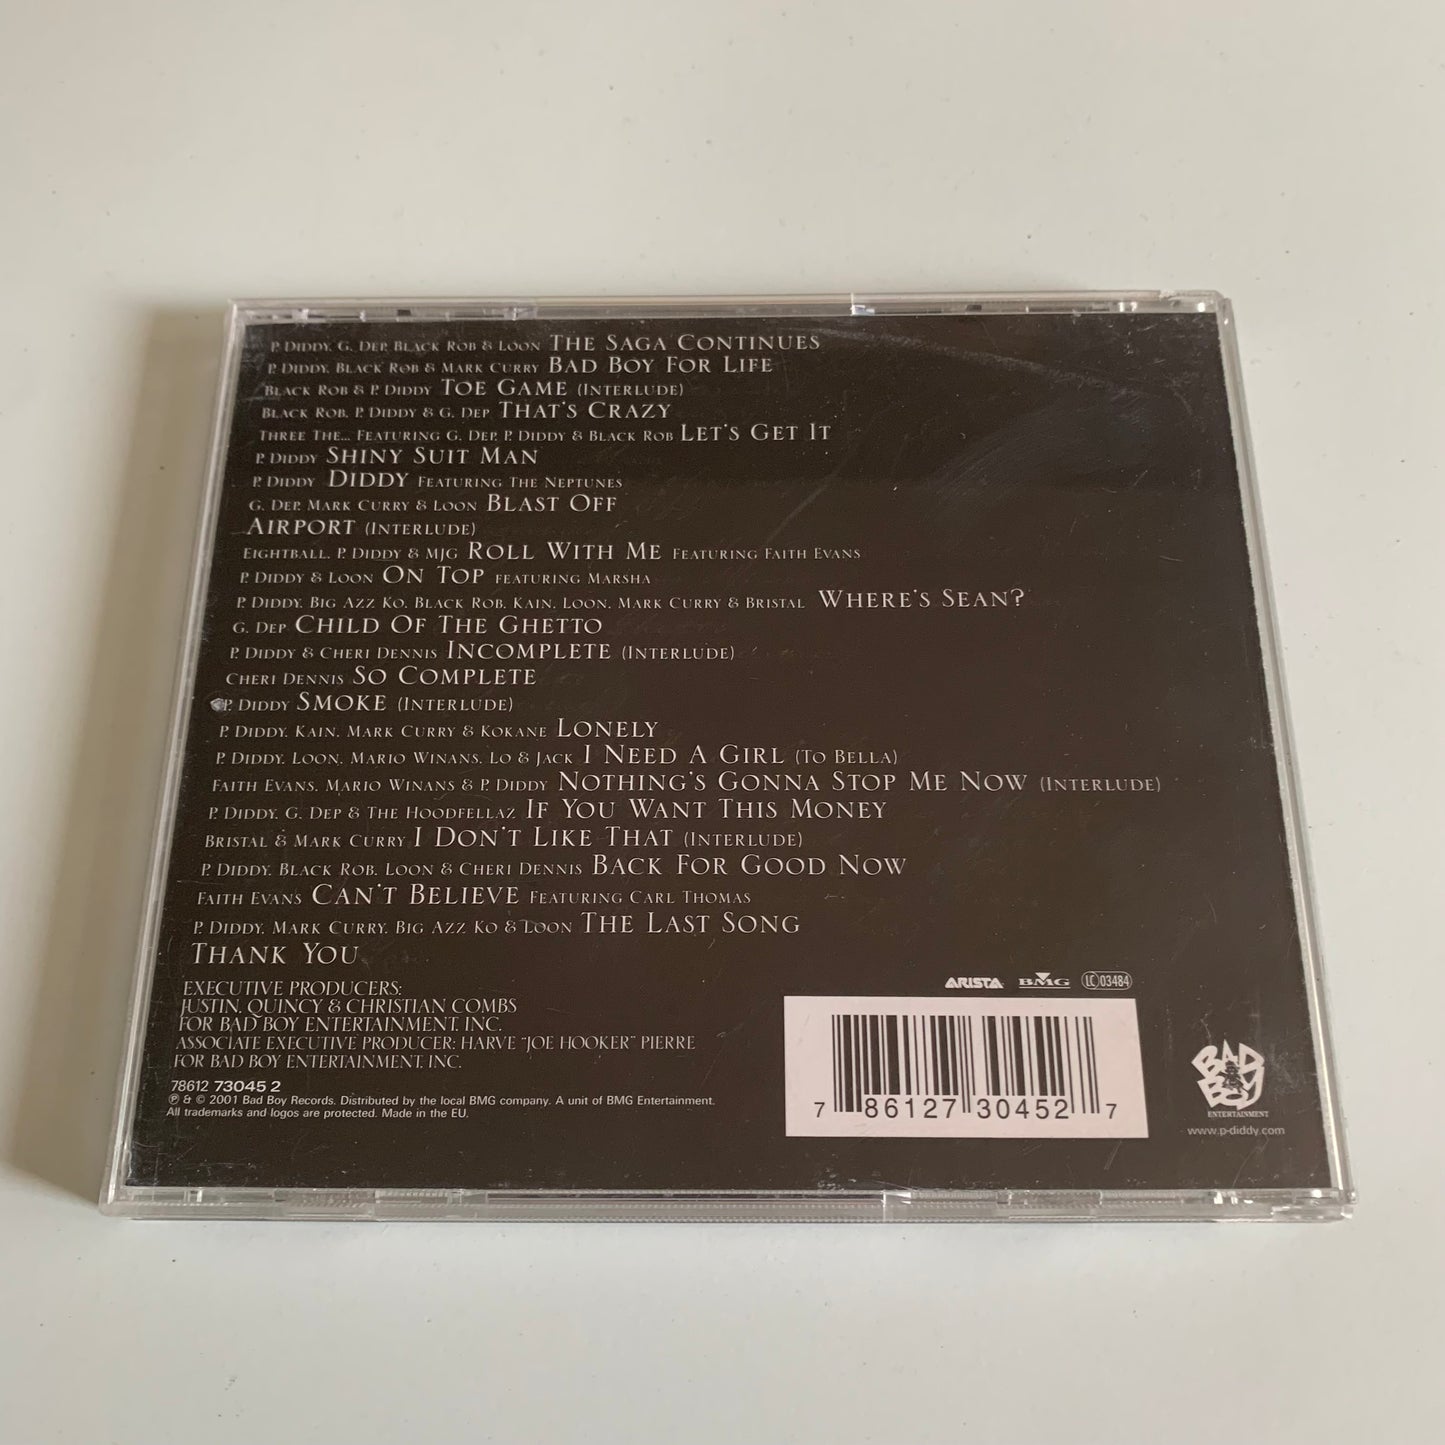 P. Diddy, G. Dep, Black Rob & Loon The Saga Continues
P. Diddy, Black Rob & Mark Curry Bad Boy For Life
Black Rob & P. Diddy Toe Game (Interlude)
Black Rob, P. Diddy & G. Dep That's Crazy
Three The... Featuring G. Dep, P. Diddy & Black Rob Let's Get It
P. Diddy Shiny Suit Man
P. Diddy Diddy Featuring The Neptunes
G. Dep, Mark Curry & Loon Blast Off
Airport (Interlude)
Eightball, P. Diddy & MJG Roll With Me Featuring Faith Evans
P. Diddy & Loon On Top featuring Marsha
P. Diddy, Big Azz Ko, Black Rob, Kain, Loon, Mark Curry & Bristal Where's Sean?
G. Dep Child Of The Ghetto
P. Diddy & Cheri Dennis Incomplete (Interlude)
Cheri Dennis So Complete
P. Diddy Smoke (Interlude)
P. Diddy, Kain, Mark Curry & Kokane Lonely
P. Diddy, Loon, Mario Winans, Lo & Jack I Need A Girl (To Bella)
Faith Evans, Mario Winans & P. Diddy Nothing's Gonna Stop Me Now (Interlude)
P. Diddy, G. Dep & The Hoodfellaz If You Want This Money
Bristal & Mark Curry I Don't Like That (Interlude)
P. Diddy, Black Rob, Loon & Cheri Dennis Back For Good Now
Faith Evans Can't Believe Featuring Carl Thomas
P. Diddy, Mark Curry, Big Azz Ko & Loon The Last Song
Thank You
EXECUTIVE PRODUCERS:
JUSTIN, QUINCY & CHRISTIAN COMBS
FOR BAD BOY ENTERTAINMENT, INC.
ASSOCIATE EXECUTIVE PRODUCER: HARVE "JOE HOOKER" PIERRE
FOR BAD BOY ENTERTAINMENT, INC.
78612 73045 2
℗ & © 2001 Bad Boy Records. Distributed by the local BMG company. A unit of BMG Entertainment.
All trademarks and logos are protected. Made in the EU.
ARISTA BMG LC 03484
7 86127 30452 7
BAD BOY
ENTERTAINMENT
www.p-diddy.com